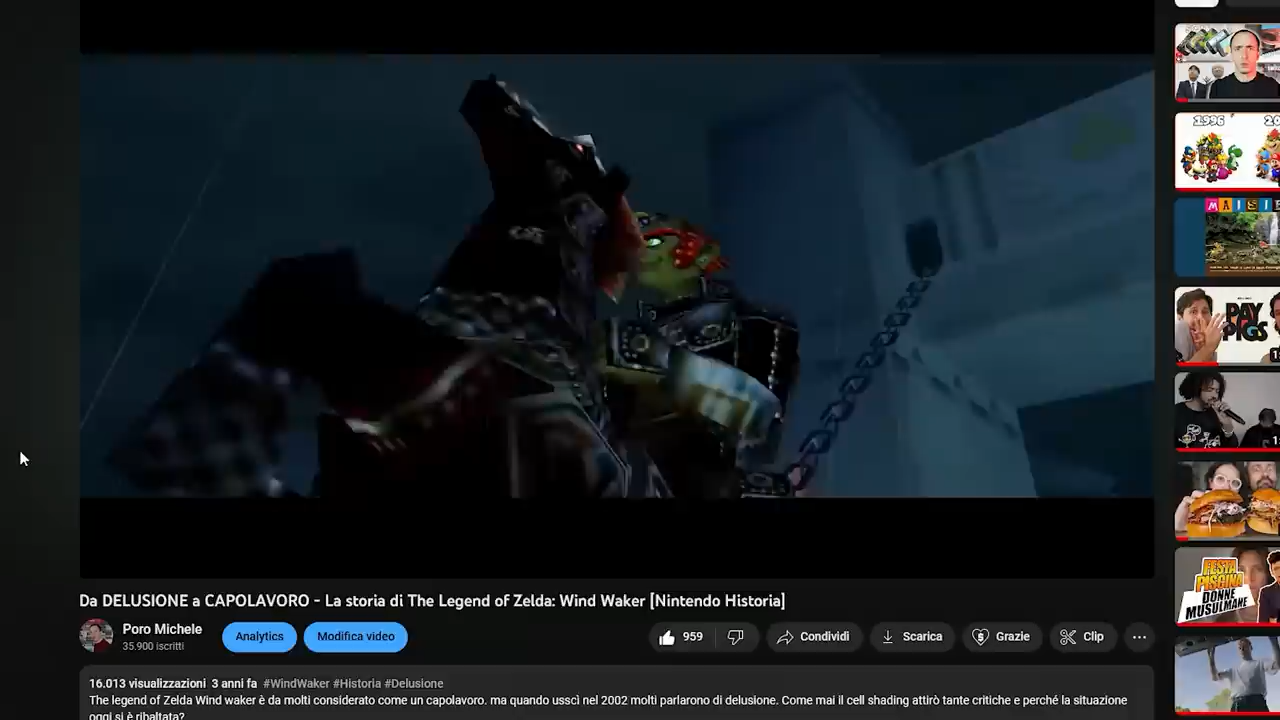 1996
20
MAISI
PAY
PIGS
FESTA
PISCINA
DONNE
MUSULMANE
Da DELUSIONE a CAPOLAVORO - La storia di The Legend of Zelda: Wind Waker [Nintendo Historia]
Poro Michele
35.900 iscritti
Analytics
Modifica video
959
Condividi
Scarica
Grazie
Clip
16.013 visualizzazioni 3 anni fa #WindWaker #Historia #Delusione
The legend of Zelda Wind waker è da molti considerato come un capolavoro. ma quando usscì nel 2002 molti parlarono di delusione. Come mai il cell shading attirò tante critiche e perché la situazione
oggi si è ribaltata?